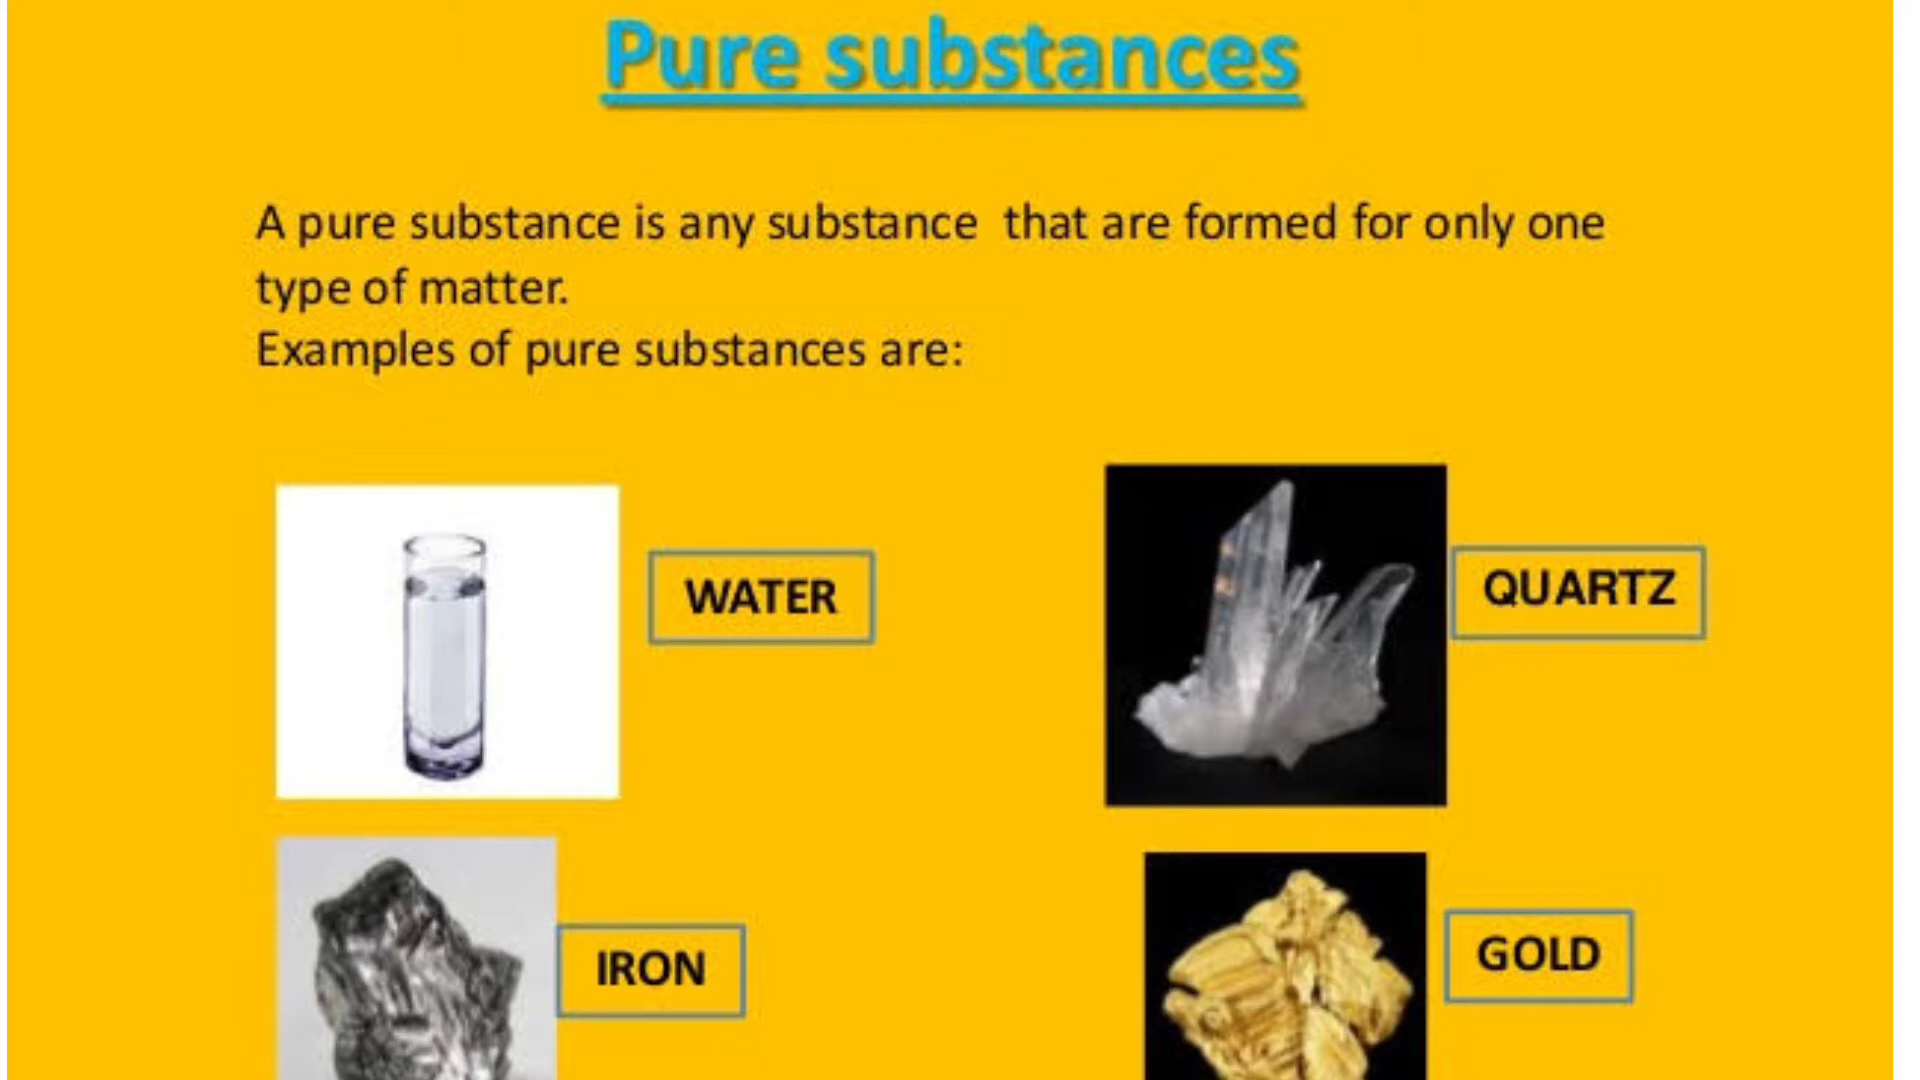 Pure substances
A pure substance is any substance that are formed for only one
type of matter.
Examples of pure substances are:
WATER
QUARTZ
IRON
GOLD